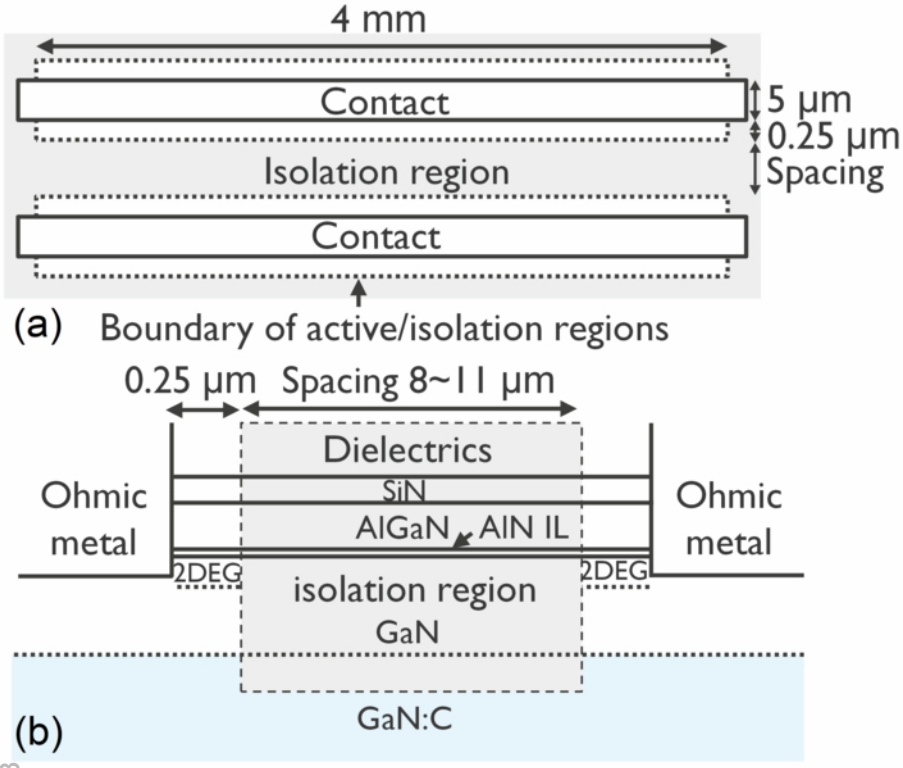 4 mm
Contact
5 μm
0.25 μm
Isolation region
Spacing
Contact
(a) Boundary of active/isolation regions
0.25 μm Spacing 8~11 μm
Dielectrics
SiN
Ohmic metal
AlGaN AlN IL
Ohmic metal
2DEG
2DEG
isolation region
GaN
(b)
GaN:C